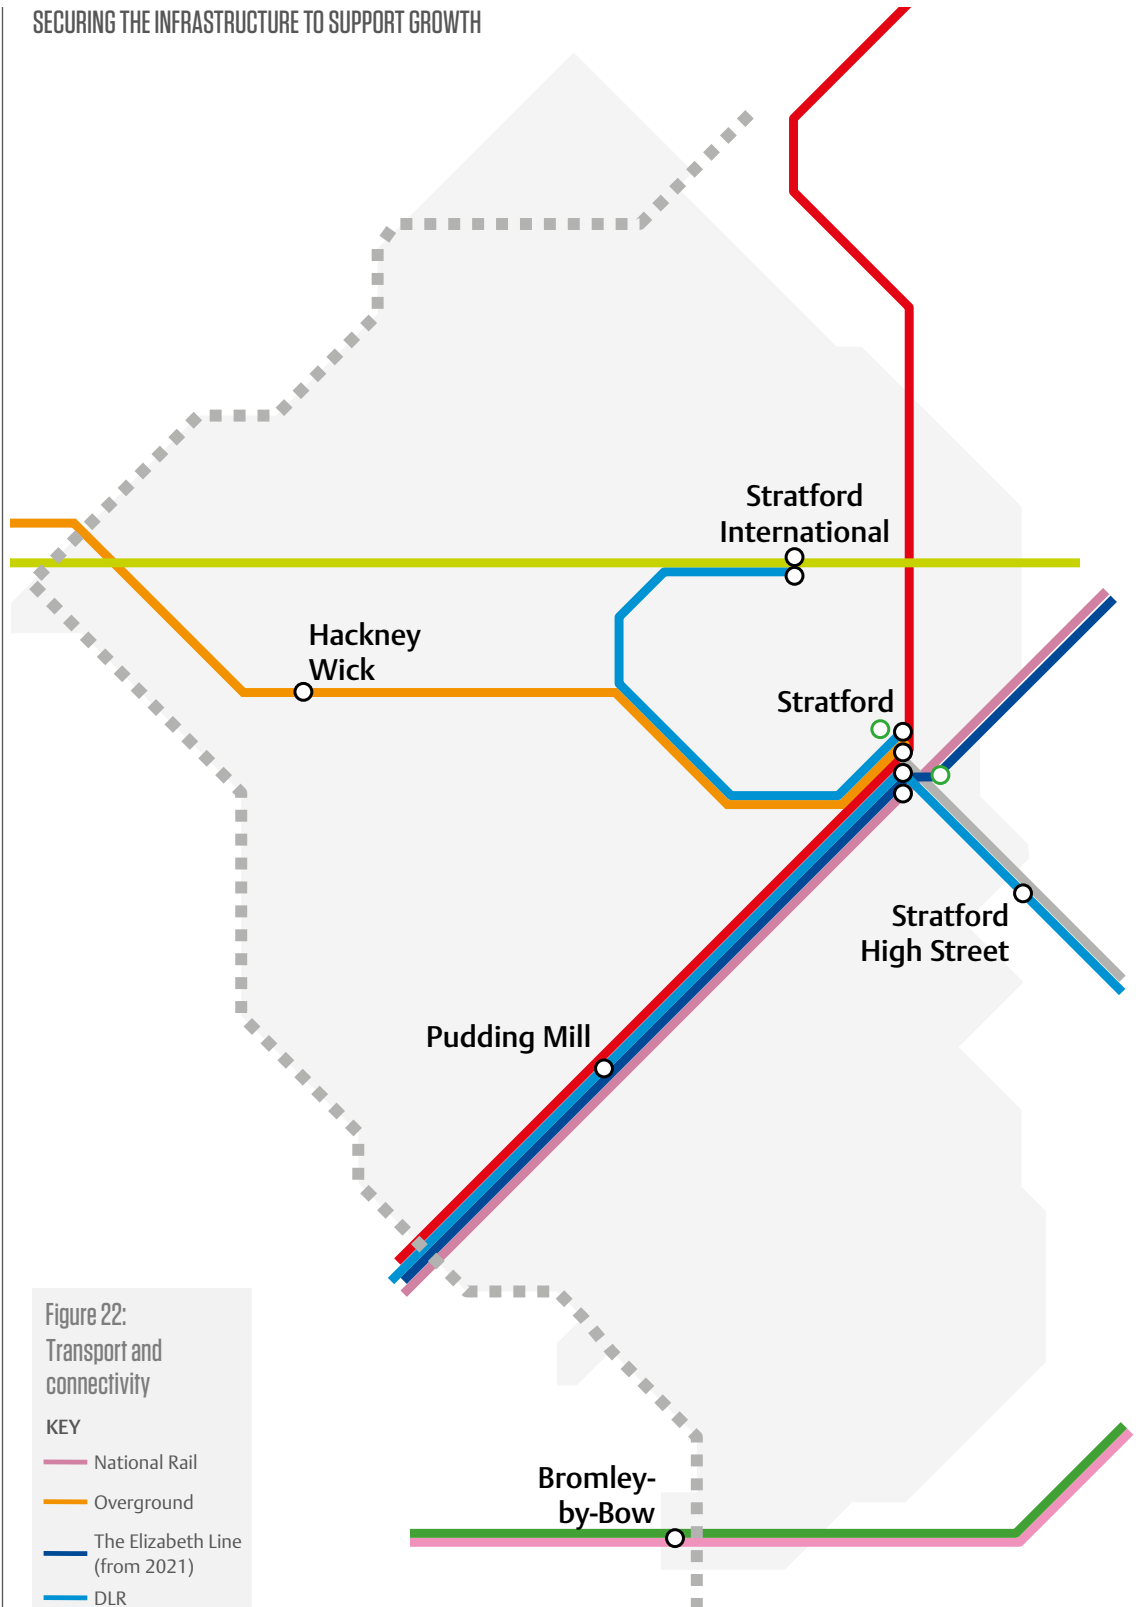 SECURING THE INFRASTRUCTURE TO SUPPORT GROWTH
Stratford
International
Hackney
Wick
Stratford
Stratford
High Street
Pudding Mill
Figure 22:
Transport and
connectivity
KEY
National Rail
Overground
The Elizabeth Line
(from 2021)
DLR
Bromley-
by-Bow